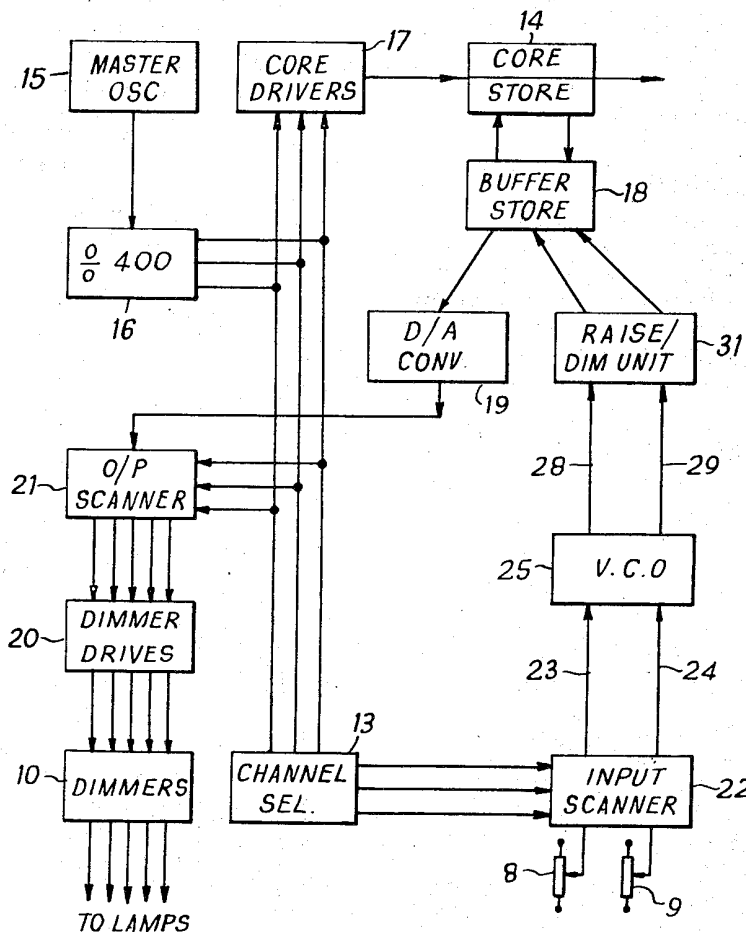 14
17
15
MASTER
OSC
CORE
DRIVERS
CORE
STORE
BUFFER
STORE
18
0/0 400
16
D/A
CONV.
19
RAISE/
DIM UNIT
31
21
O/P
SCANNER
28
29
25
V.C.O
20
DIMMER
DRIVES
23
24
13
10
DIMMERS
CHANNEL
SEL.
INPUT
SCANNER
22
8
9
TO LAMPS